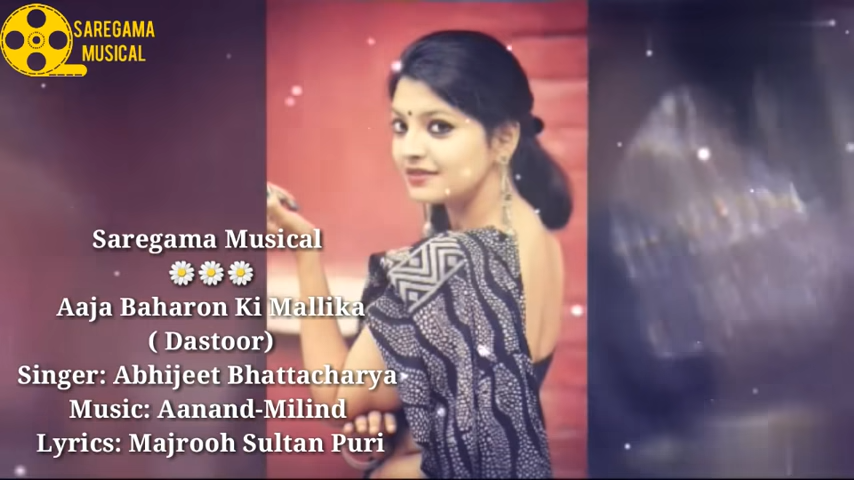 SAREGAMA
MUSICAL
Saregama Musical
🌼🌼🌼
Aaja Baharon Ki Mallika
( Dastoor)
Singer: Abhijeet Bhattacharya
Music: Aanand-Milind
Lyrics: Majrooh Sultan Puri